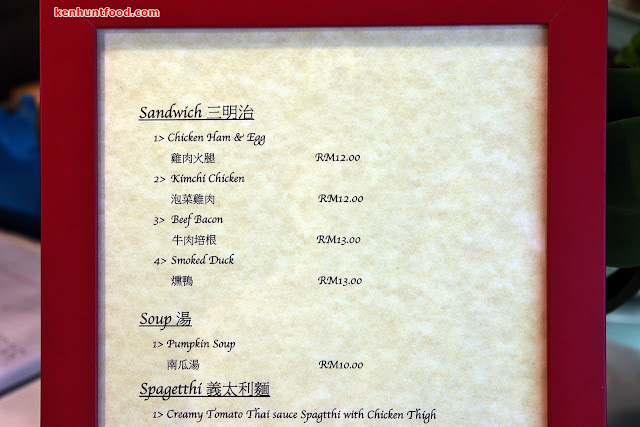 kenhuntfood.com
Sandwich 三明治
1> Chicken Ham & Egg
雞肉火腿 RM12.00
2> Kimchi Chicken
泡菜雞肉 RM12.00
3> Beef Bacon
牛肉培根 RM13.00
4> Smoked Duck
燻鴨 RM13.00
Soup 湯
1> Pumpkin Soup
南瓜湯 RM10.00
Spagetthi 義太利麵
1> Creamy Tomato Thai sauce Spagtthi with Chicken Thigh